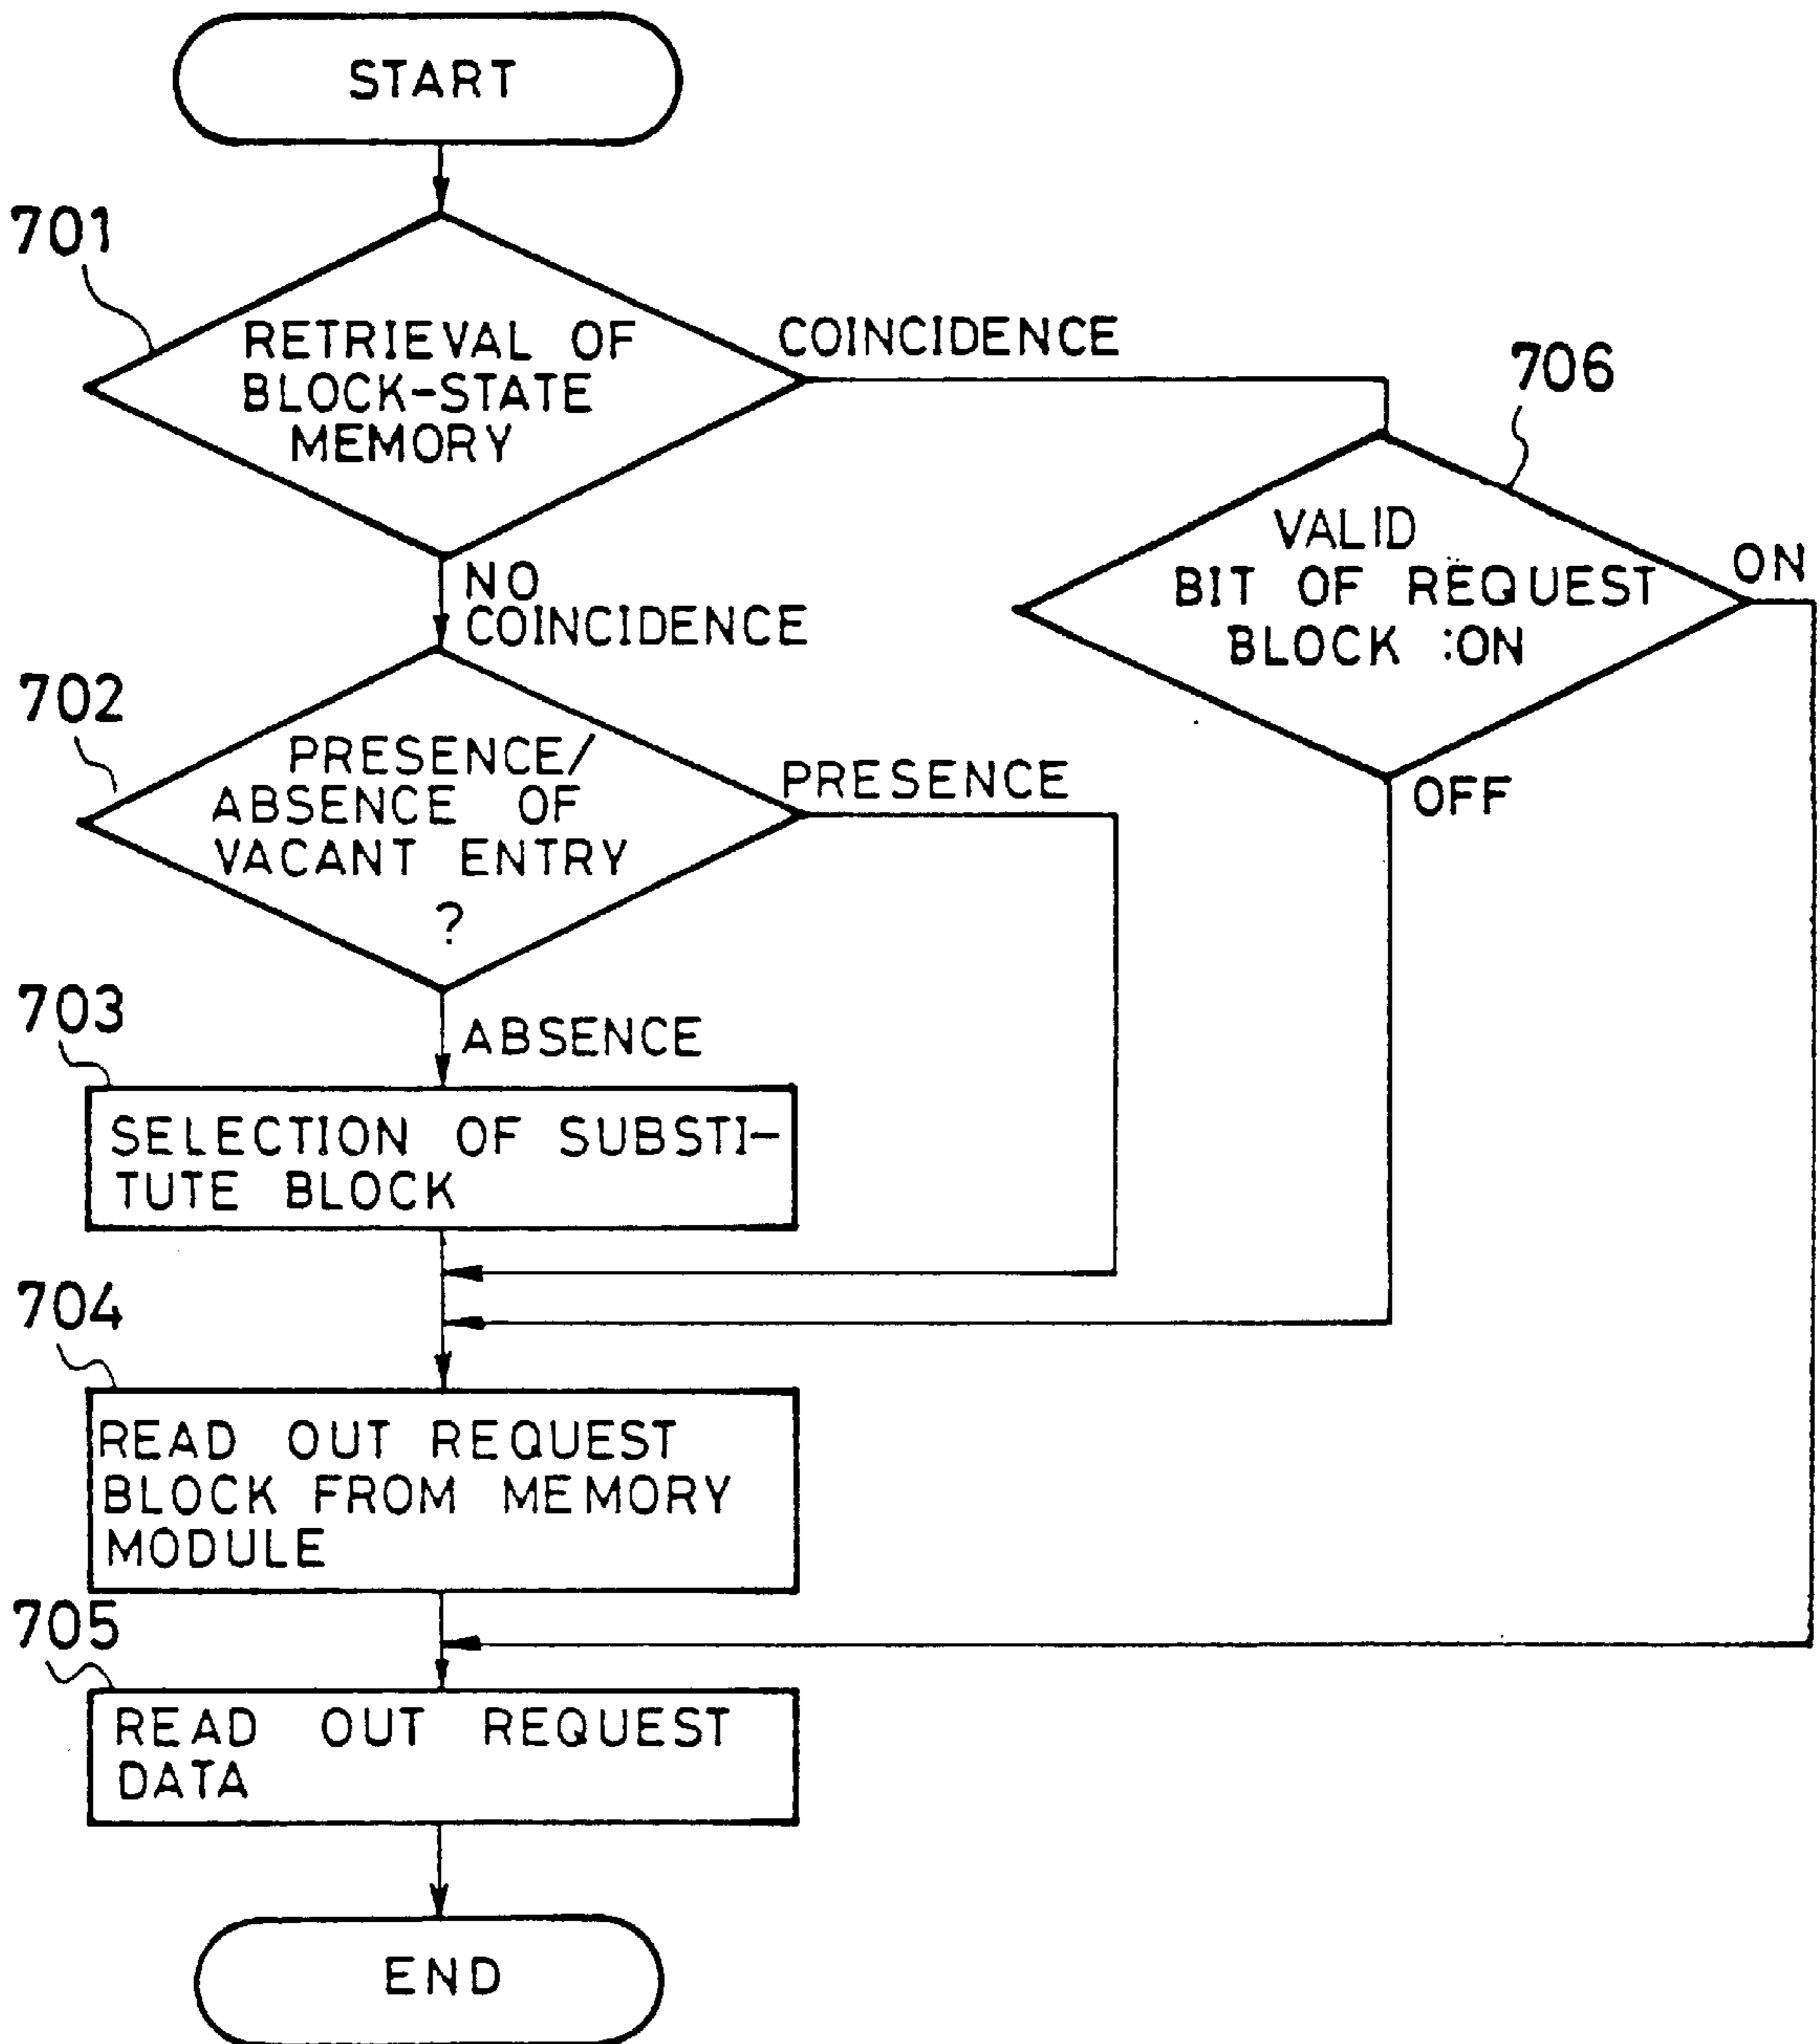 START
701
RETRIEVAL OF
BLOCK-STATE
MEMORY
COINCIDENCE
706
VALID
BIT OF REQUEST
BLOCK :ON
ON
OFF
NO
COINCIDENCE
702
PRESENCE/
ABSENCE OF
VACANT ENTRY
?
PRESENCE
703
ABSENCE
SELECTION OF SUBSTI-
TUTE BLOCK
704
READ OUT REQUEST
BLOCK FROM MEMORY
MODULE
705
READ OUT REQUEST
DATA
END